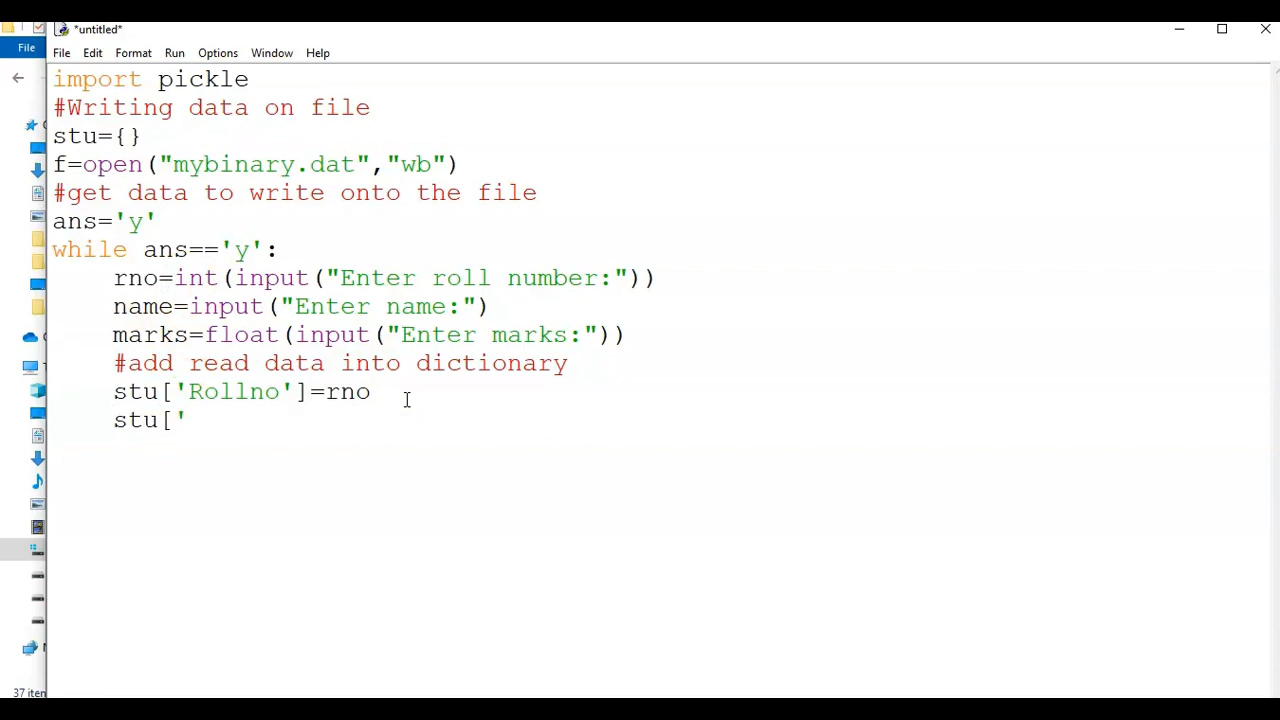 *untitled*
File
File Edit Format Run Options Window Help
import pickle
#Writing data on file
stu={}
f=open("mybinary.dat","wb")
#get data to write onto the file
ans='y'
while ans=='y':
    rno=int(input("Enter roll number:"))
    name=input("Enter name:")
    marks=float(input("Enter marks:"))
    #add read data into dictionary
    stu['Rollno']=rno
    stu['
37 item